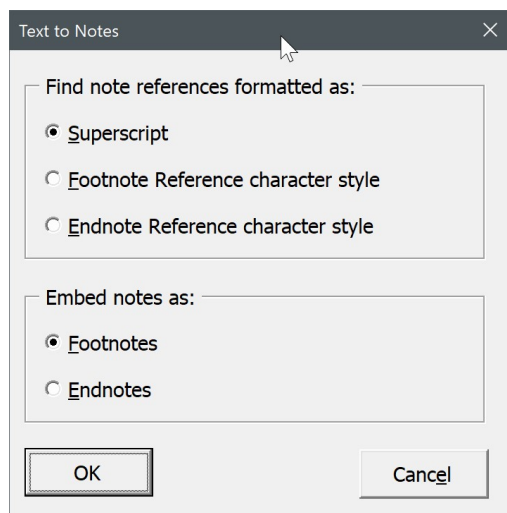 Text to Notes
Find note references formatted as:
Superscript
Footnote Reference character style
Endnote Reference character style
Embed notes as:
Footnotes
Endnotes
OK Cancel